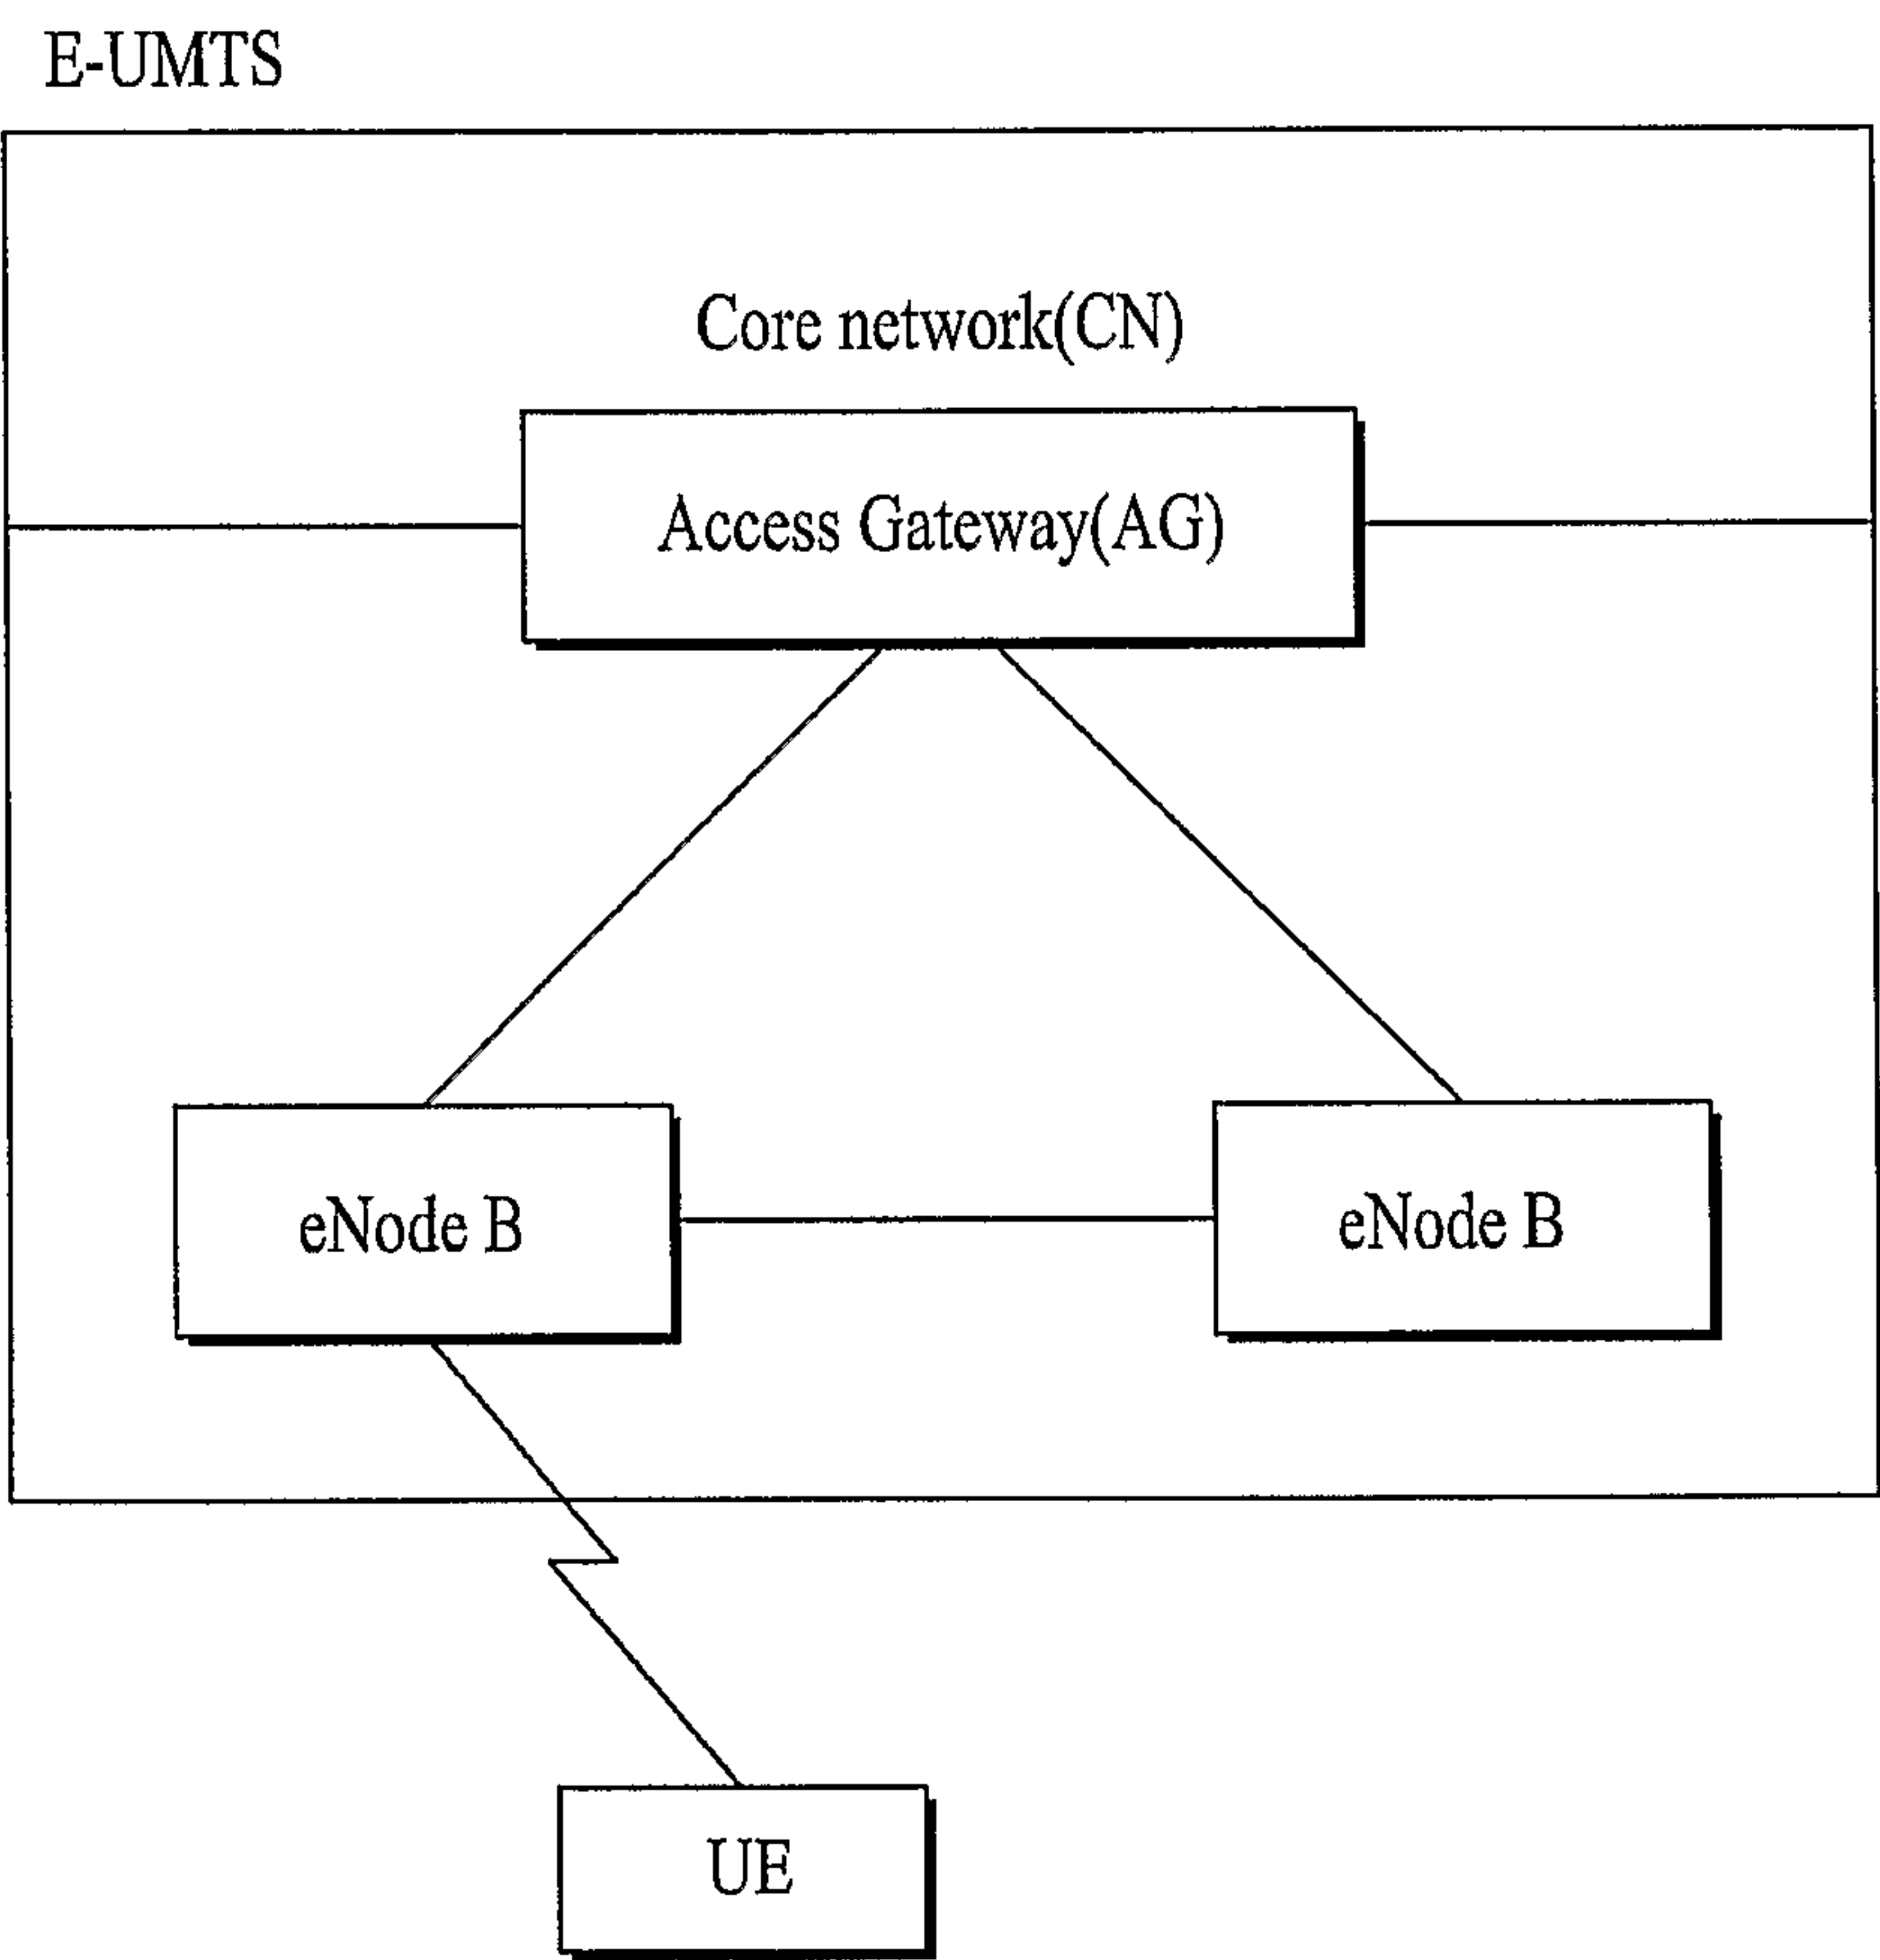 E-UMTS
Core network(CN)
Access Gateway(AG)
eNode B
eNode B
UE